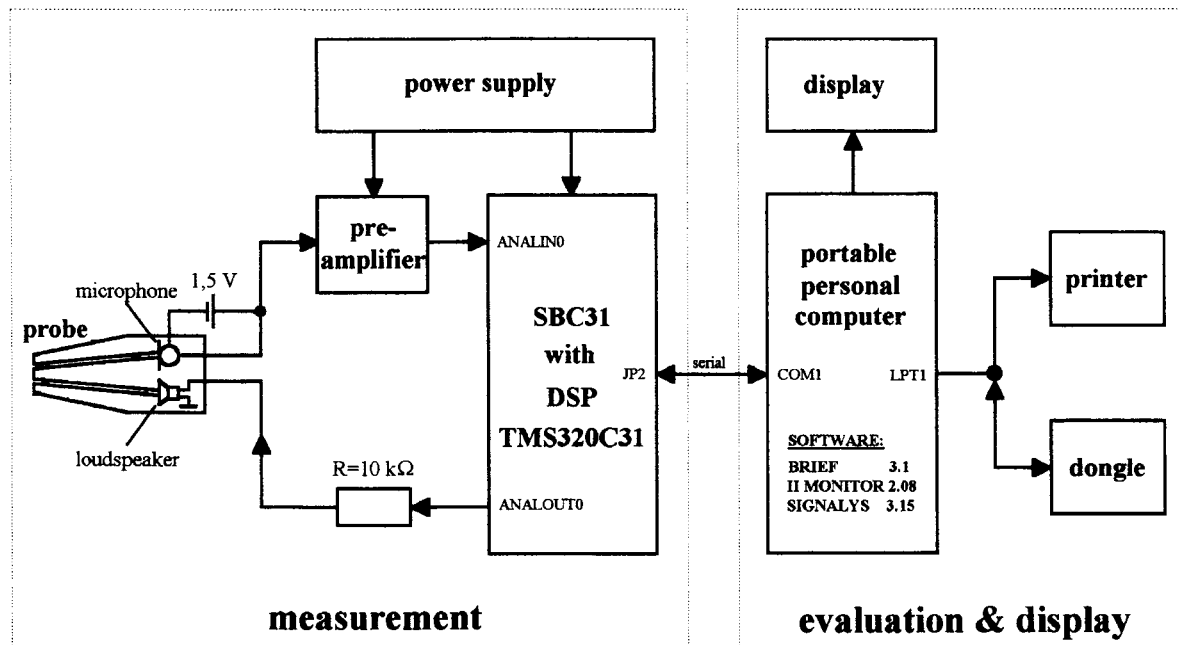 power supply
pre-
amplifier
ANALIN0
1,5 V
microphone
probe
loudspeaker
R=10 kΩ
SBC31
with
DSP
TMS320C31
JP2
ANALOUT0
measurement
serial
display
portable
personal
computer
COM1
LPT1
SOFTWARE:
BRIEF 3.1
II MONITOR 2.08
SIGNALYS 3.15
printer
dongle
evaluation & display